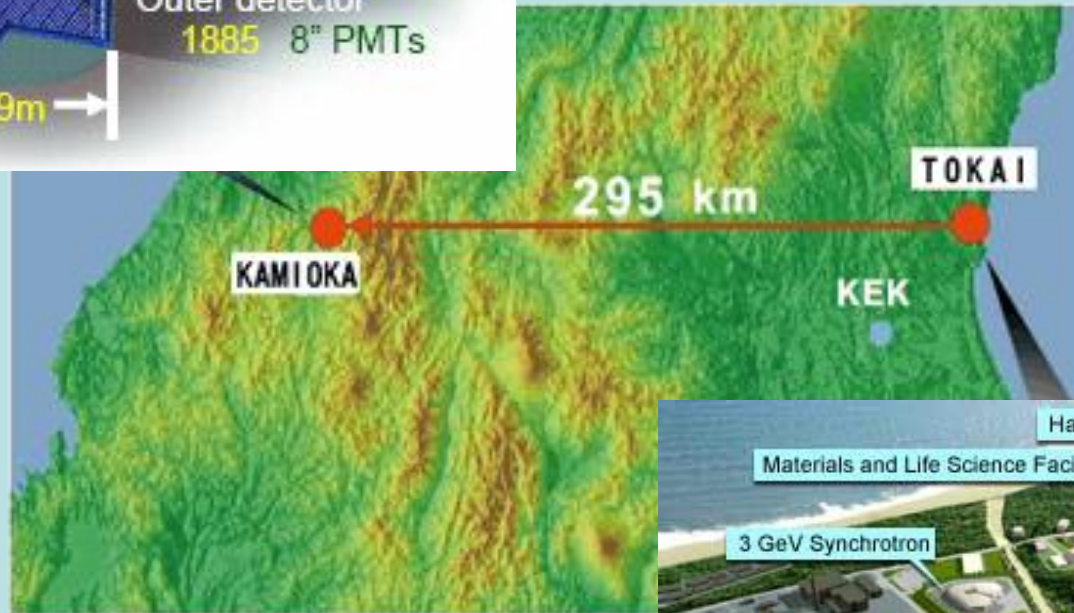 Outer detector
1885 8" PMTs
9m
295 km
TOKAI
KAMIOKA
KEK
Ha
Materials and Life Science Faci
3 GeV Synchrotron